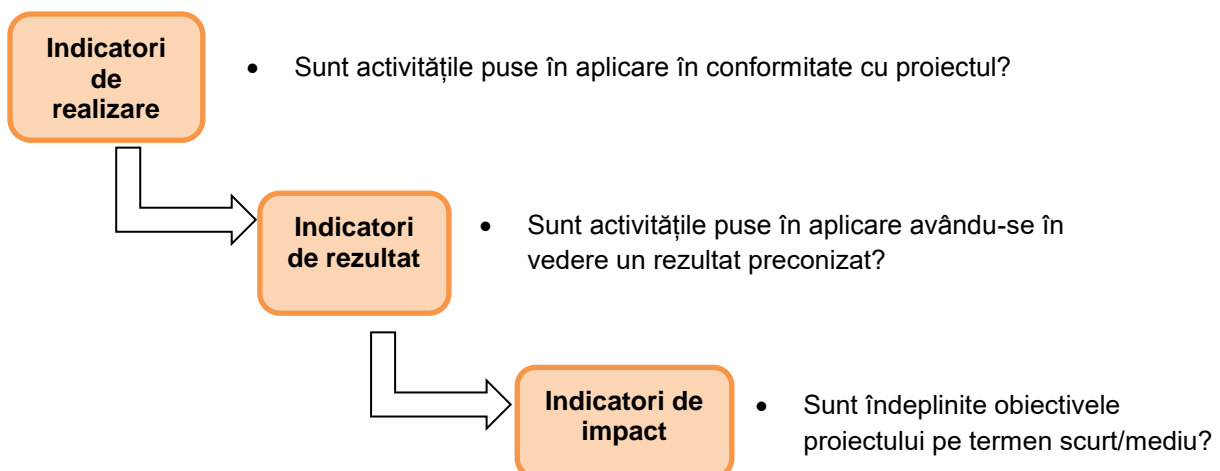 Indicatori
de
realizare
• Sunt activitățile puse în aplicare în conformitate cu proiectul?
Indicatori
de rezultat
• Sunt activitățile puse în aplicare avându-se în
vedere un rezultat preconizat?
Indicatori de
impact
• Sunt îndeplinite obiectivele
proiectului pe termen scurt/mediu?